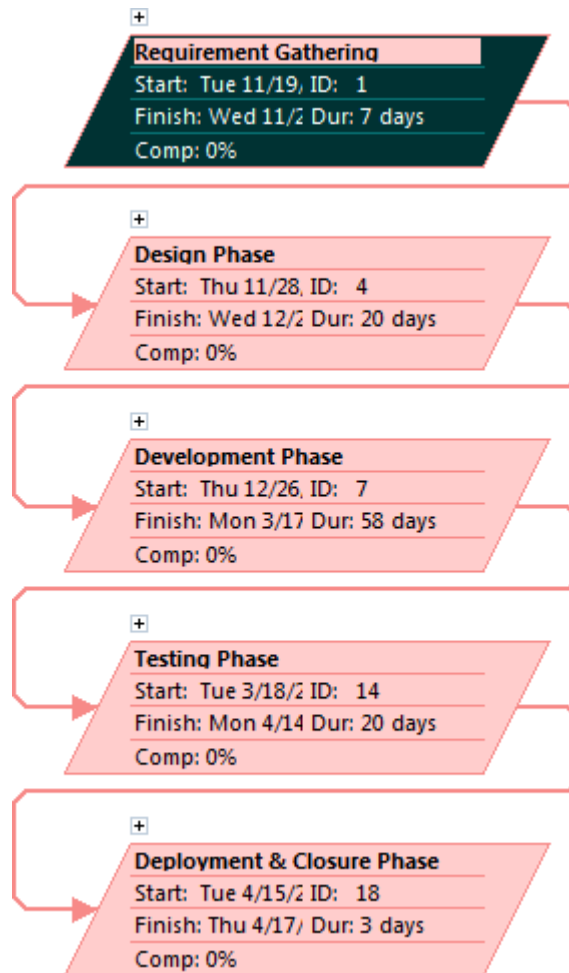 Requirement Gathering
Start: Tue 11/19, ID: 1
Finish: Wed 11/2 Dur: 7 days
Comp: 0%
Design Phase
Start: Thu 11/28, ID: 4
Finish: Wed 12/2 Dur: 20 days
Comp: 0%
Development Phase
Start: Thu 12/26, ID: 7
Finish: Mon 3/17 Dur: 58 days
Comp: 0%
Testing Phase
Start: Tue 3/18/2 ID: 14
Finish: Mon 4/14 Dur: 20 days
Comp: 0%
Deployment & Closure Phase
Start: Tue 4/15/2 ID: 18
Finish: Thu 4/17/ Dur: 3 days
Comp: 0%